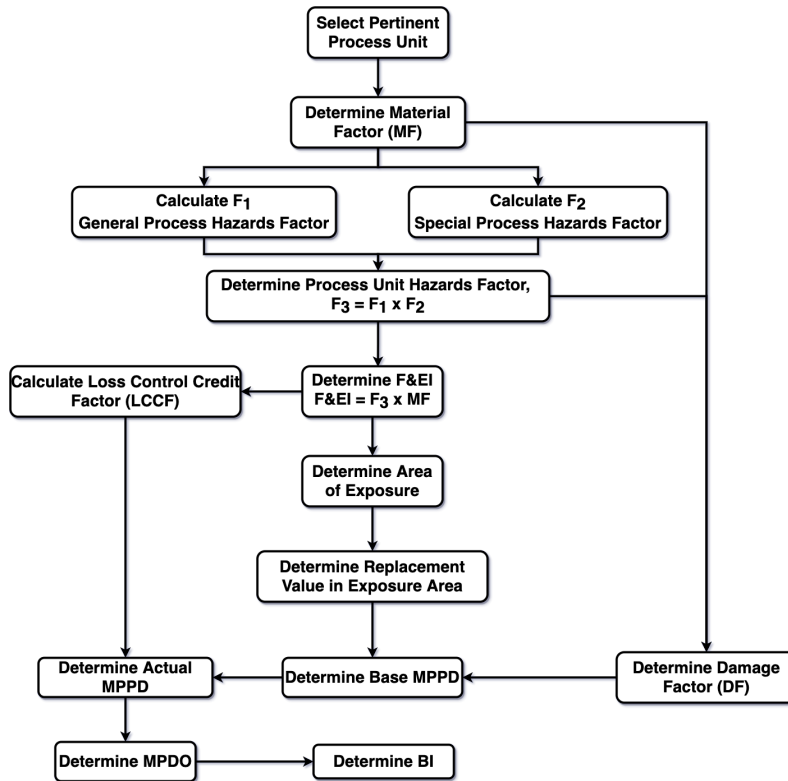 Select Pertinent
Process Unit
Determine Material
Factor (MF)
Calculate F1
General Process Hazards Factor
Calculate F2
Special Process Hazards Factor
Determine Process Unit Hazards Factor,
F3 = F1 x F2
Calculate Loss Control Credit
Factor (LCCF)
Determine F&EI
F&EI = F3 x MF
Determine Area
of Exposure
Determine Replacement
Value in Exposure Area
Determine Actual
MPPD
Determine Base MPPD
Determine Damage
Factor (DF)
Determine MPDO
Determine BI